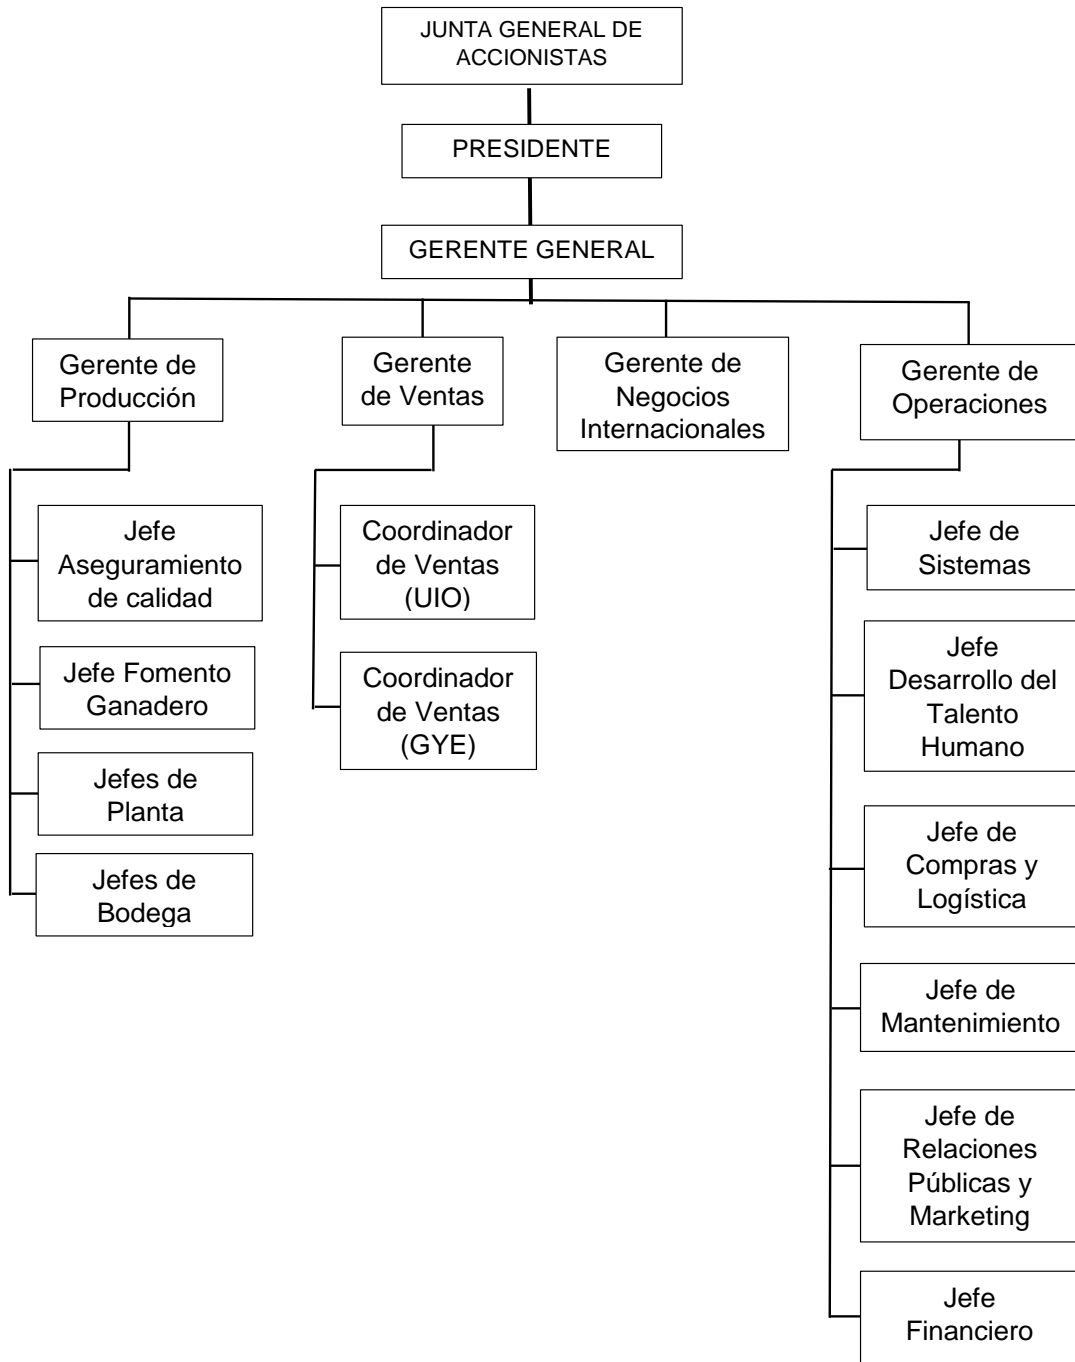 JUNTA GENERAL DE
ACCIONISTAS
PRESIDENTE
GERENTE GENERAL
Gerente de
Producción
Gerente
de Ventas
Gerente de
Negocios
Internacionales
Gerente de
Operaciones
Jefe
Aseguramiento
de calidad
Jefe Fomento
Ganadero
Jefes de
Planta
Jefes de
Bodega
Coordinador
de Ventas
(UIO)
Coordinador
de Ventas
(GYE)
Jefe de
Sistemas
Jefe
Desarrollo del
Talento
Humano
Jefe de
Compras y
Logística
Jefe de
Mantenimiento
Jefe de
Relaciones
Públicas y
Marketing
Jefe
Financiero